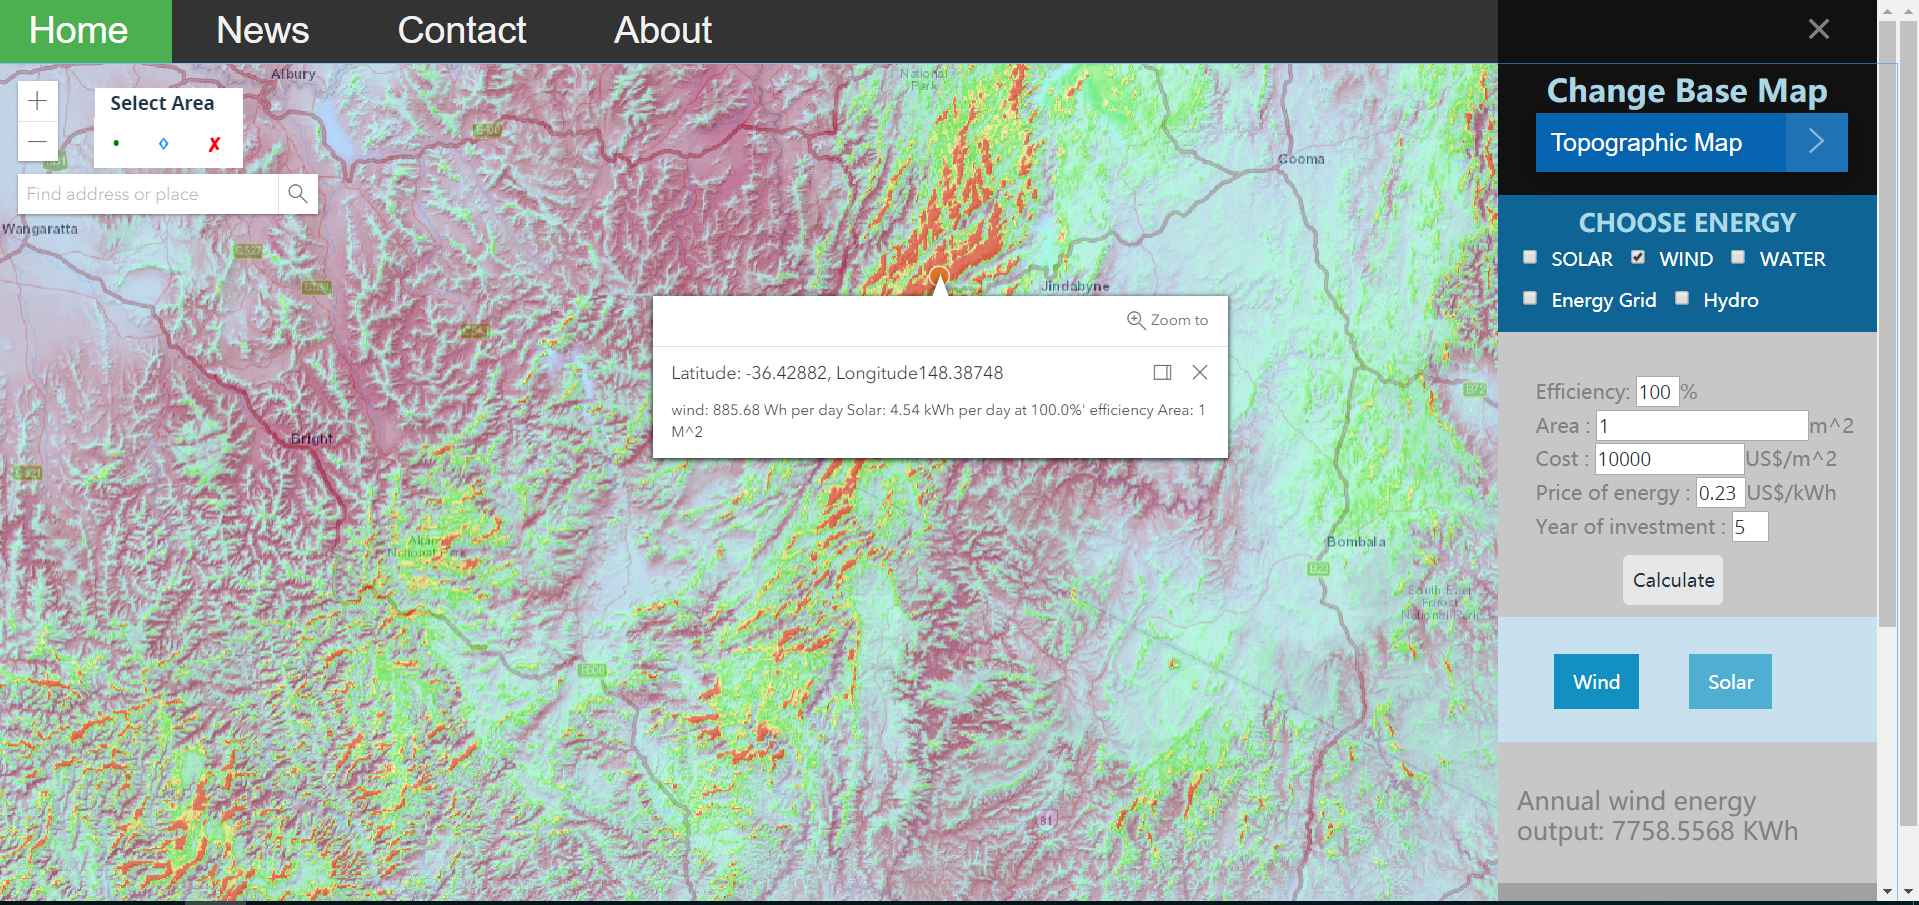 Home News Contact About
×
Albury
National
Park
+
Select Area
−
Find address or place
Wangaratta
Cooma
Jindabyne
Zoom to
Latitude: -36.42882, Longitude148.38748
wind: 885.68 Wh per day Solar: 4.54 kWh per day at 100.0%' efficiency Area: 1
M^2
Bright
B72
Alpine
National Park
Bombala
B23
South East
Forest
National Park
B500
81
Change Base Map
Topographic Map
CHOOSE ENERGY
SOLAR WIND WATER
Energy Grid Hydro
Efficiency: 100 %
Area : 1 m^2
Cost : 10000 US$/m^2
Price of energy : 0.23 US$/kWh
Year of investment : 5
Calculate
Wind Solar
Annual wind energy
output: 7758.5568 KWh